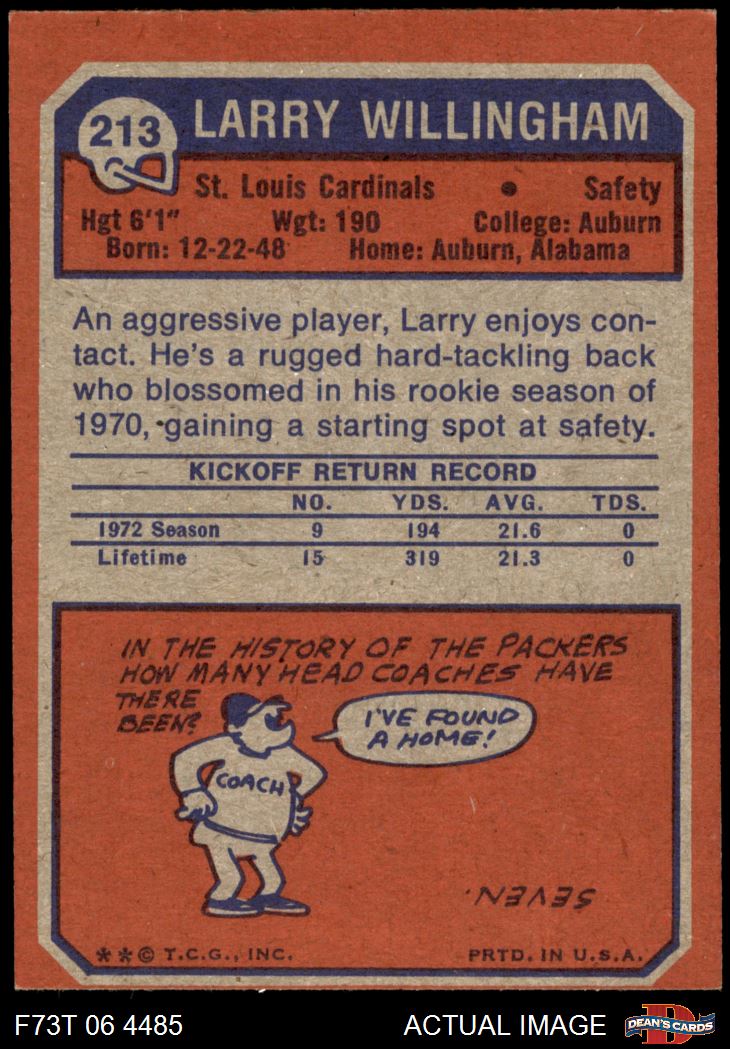 213
LARRY WILLINGHAM
St. Louis Cardinals • Safety
Hgt 6'1" Wgt: 190 College: Auburn
Born: 12-22-48 Home: Auburn, Alabama
An aggressive player, Larry enjoys con-
tact. He's a rugged hard-tackling back
who blossomed in his rookie season of
1970, gaining a starting spot at safety.
KICKOFF RETURN RECORD
NO. YDS. AVG. TDS.
1972 Season 9 194 21.6 0
Lifetime 15 319 21.3 0
IN THE HISTORY OF THE PACKERS
HOW MANY HEAD COACHES HAVE
THERE
BEEN?
I'VE FOUND
A HOME!
COACH
SEVEN.
**© T.C.G., INC. PRTD. IN U.S.A.
F73T 06 4485 ACTUAL IMAGE
D
DEAN'S CARDS